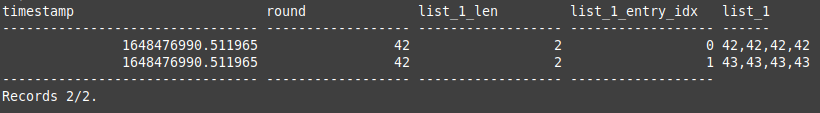 timestamp round list_1_len list_1_entry_idx list_1
-------------------------------- ------------------ ------------------ ------------------ ------
1648476990.511965 42 2 0 42,42,42,42
1648476990.511965 42 2 1 43,43,43,43
-------------------------------- ------------------ ------------------ ------------------
Records 2/2.